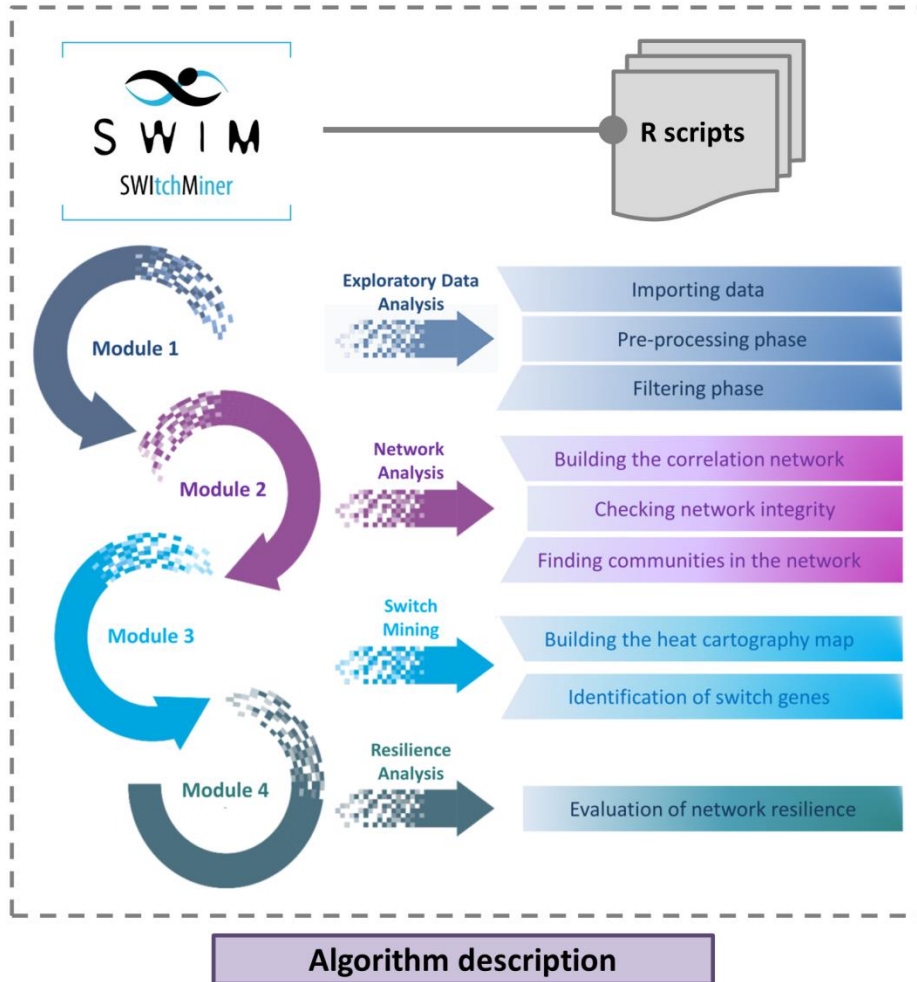 SWIM
SWItchMiner
R scripts
Module 1
Exploratory Data
Analysis
Importing data
Pre-processing phase
Filtering phase
Module 2
Network
Analysis
Building the correlation network
Checking network integrity
Finding communities in the network
Module 3
Switch
Mining
Building the heat cartography map
Identification of switch genes
Module 4
Resilience
Analysis
Evaluation of network resilience
Algorithm description